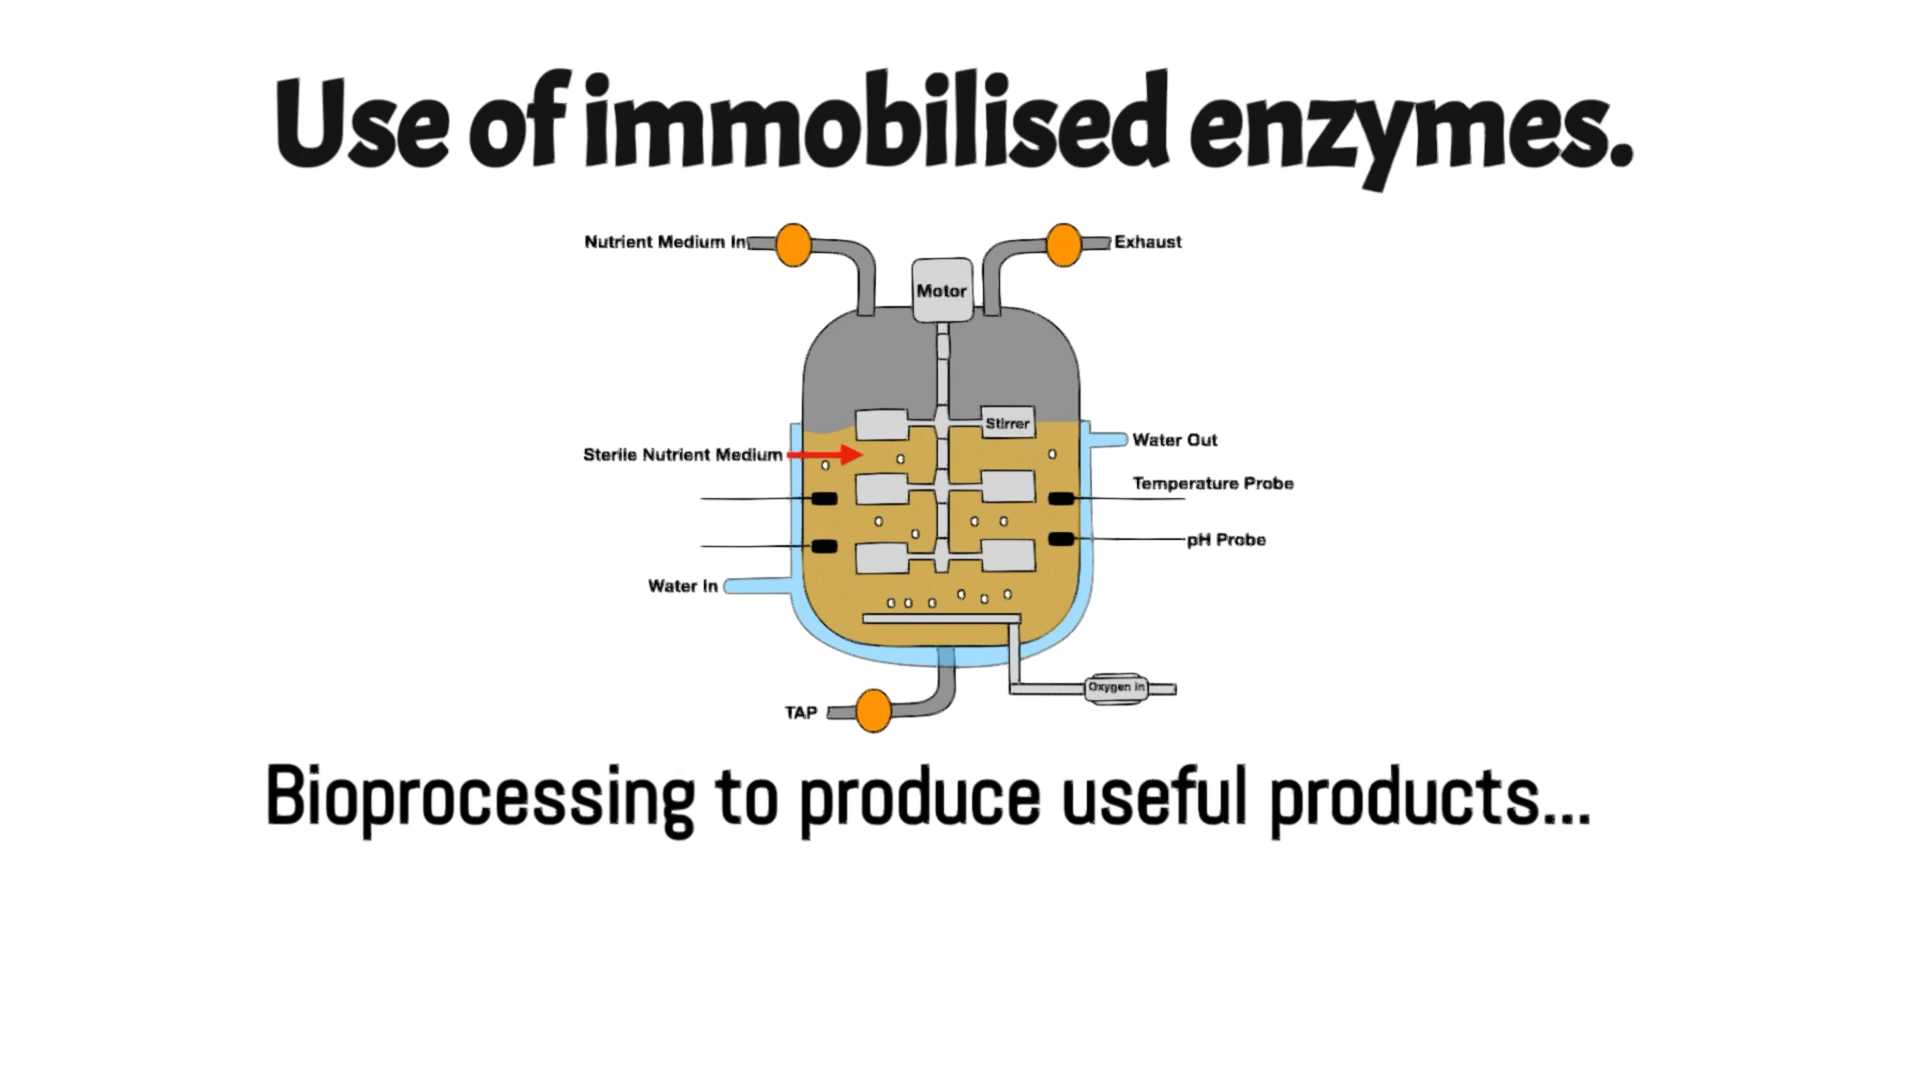 Use of immobilised enzymes.
Nutrient Medium In
Exhaust
Motor
Stirrer
Sterile Nutrient Medium
Water Out
Temperature Probe
pH Probe
Water In
Oxygen In
TAP
Bioprocessing to produce useful products...